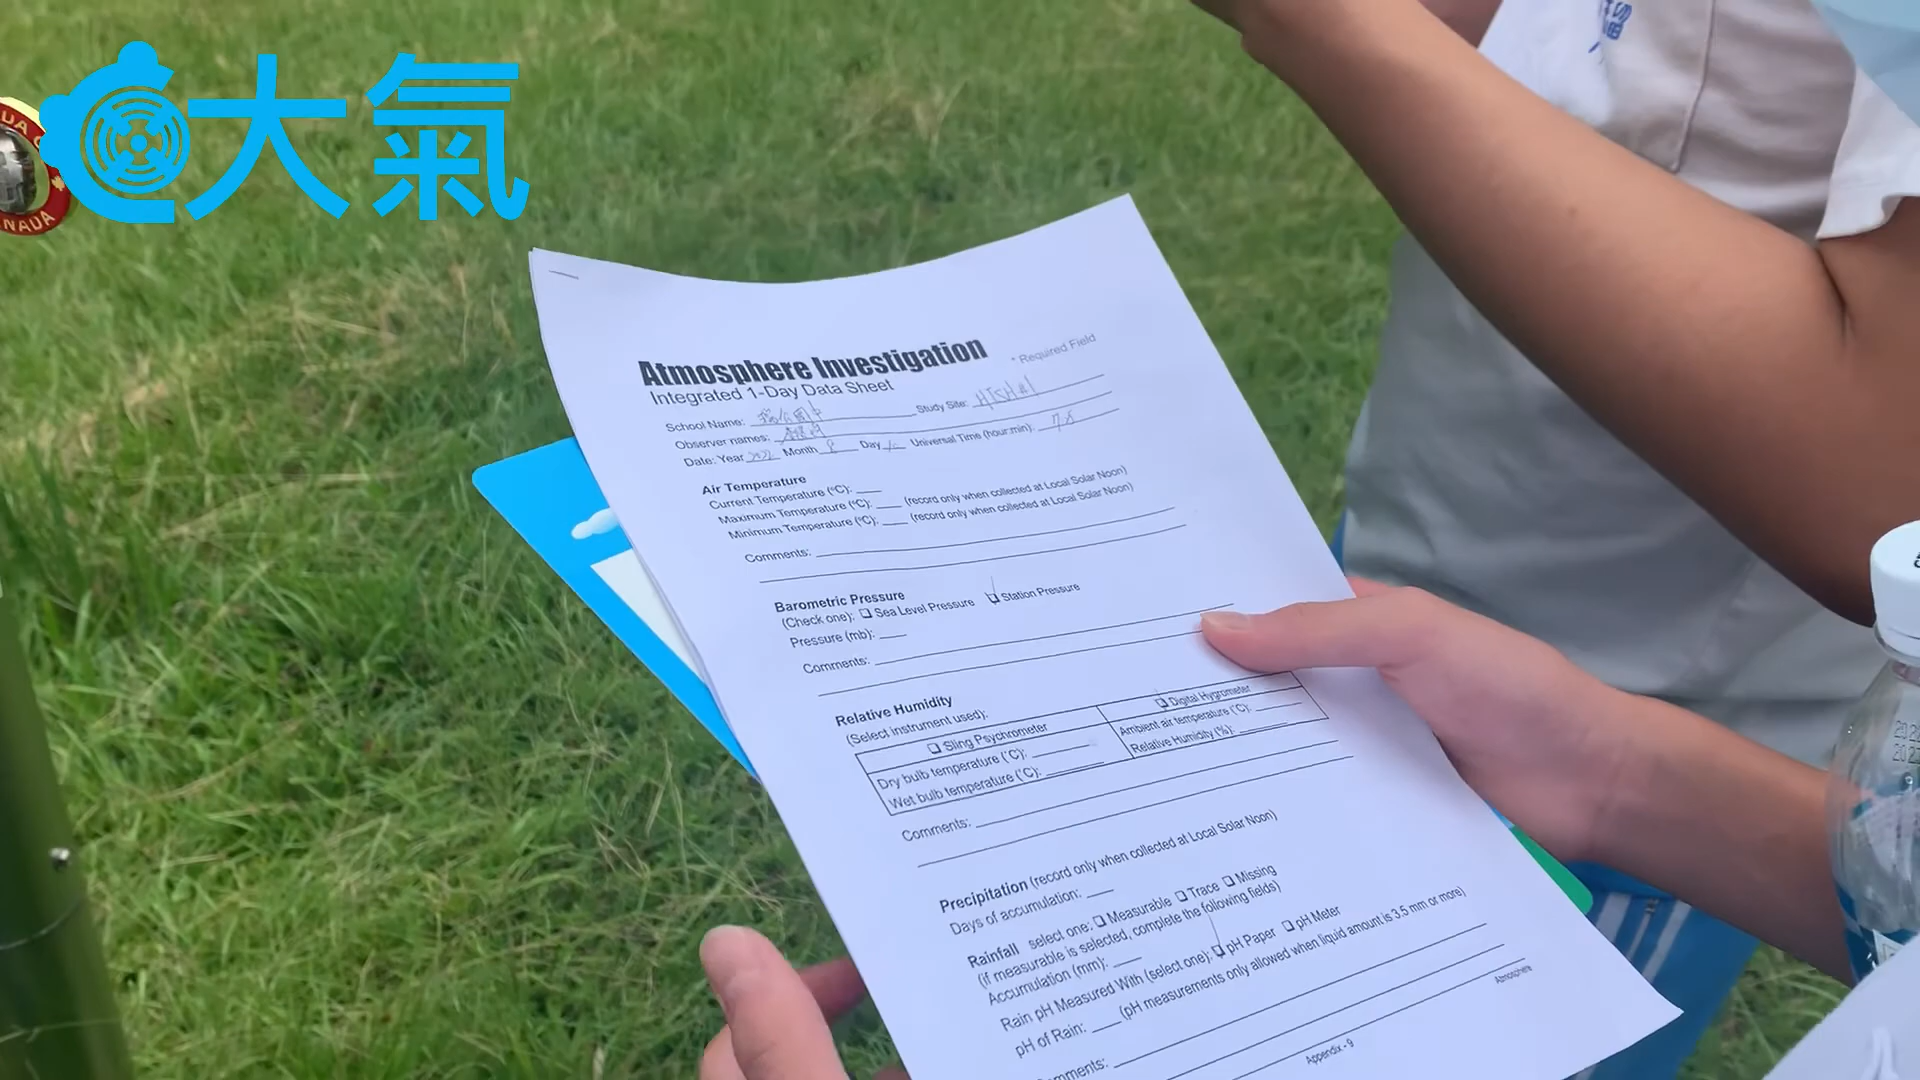 大氣
NADA
Atmosphere Investigation
* Required Field
Integrated 1-Day Data Sheet
School Name: 瑞谷國中 Study Site:
Observer names:
Date: Year Month 8 Day Universal Time (hour:min):
Air Temperature
Current Temperature (°C):
Maximum Temperature (°C): (record only when collected at Local Solar Noon)
Minimum Temperature (°C): (record only when collected at Local Solar Noon)
Comments:
Barometric Pressure
(Check one): Sea Level Pressure Station Pressure
Pressure (mb):
Comments:
Relative Humidity
(Select instrument used):
Sling Psychrometer Digital Hygrometer
Dry bulb temperature (°C): Ambient air temperature (°C):
Wet bulb temperature (°C): Relative Humidity (%):
Comments:
Precipitation (record only when collected at Local Solar Noon)
Days of accumulation:
Rainfall select one: Measurable Trace Missing
(if measurable is selected, complete the following fields)
Accumulation (mm):
Rain pH Measured With (select one): pH Paper pH Meter
pH of Rain: (pH measurements only allowed when liquid amount is 3.5 mm or more)
mments:
Appendix - 9
Atmosphere